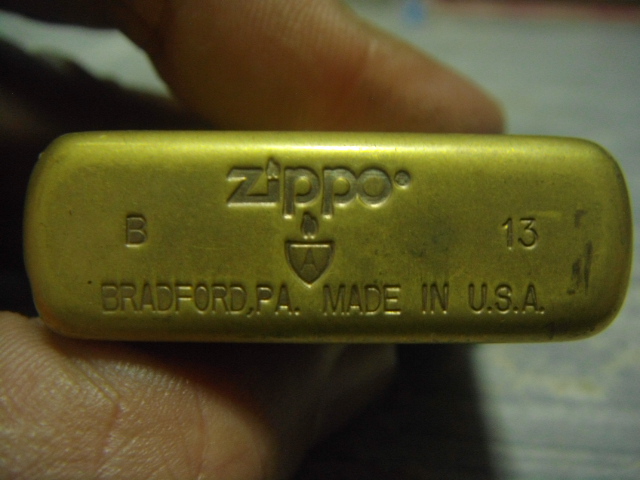 zippo®
B 13
A
BRADFORD,PA. MADE IN U.S.A.